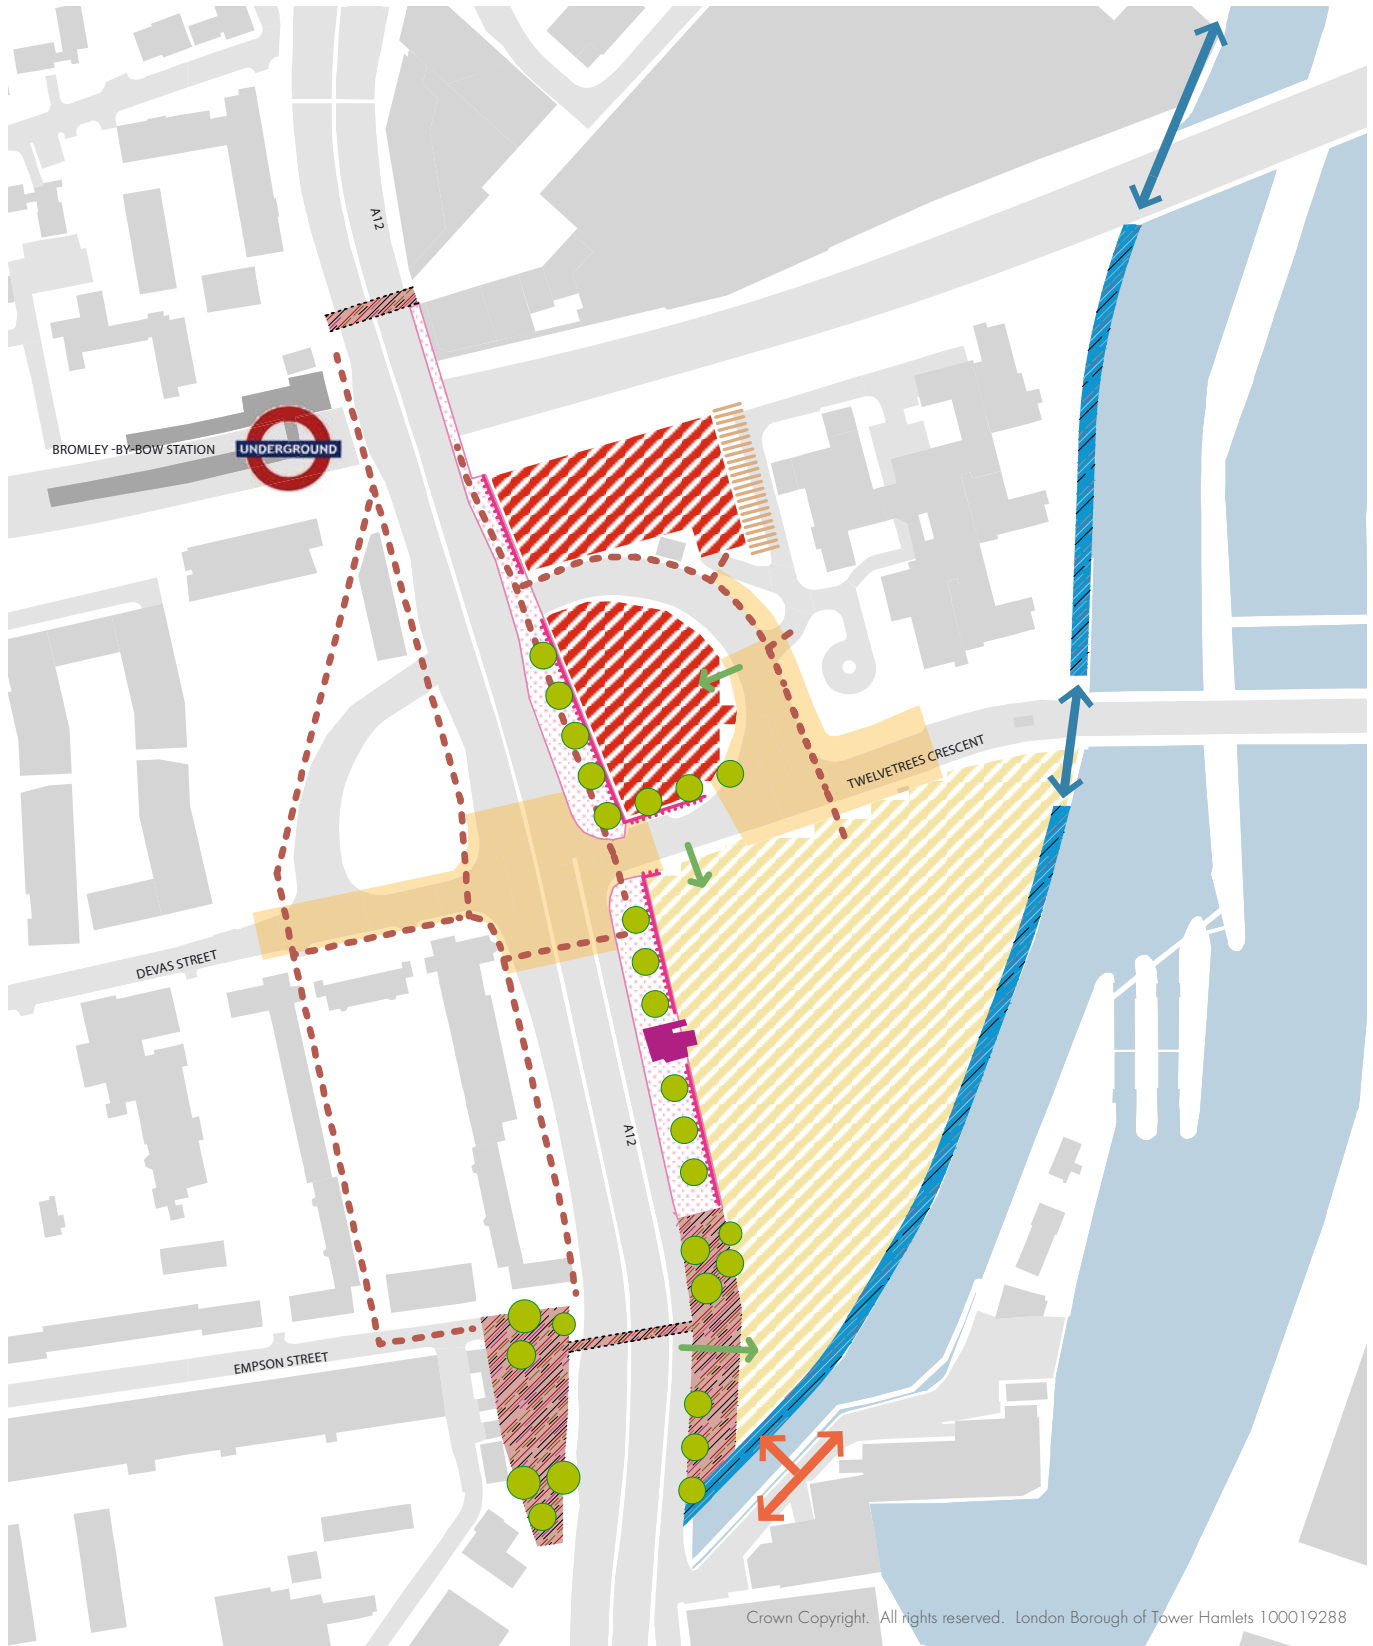 A12
BROMLEY -BY-BOW STATION
UNDERGROUND
TWELVETREES CRESCENT
DEVAS STREET
A12
EMPSON STREET
Crown Copyright. All rights reserved. London Borough of Tower Hamlets 100019288